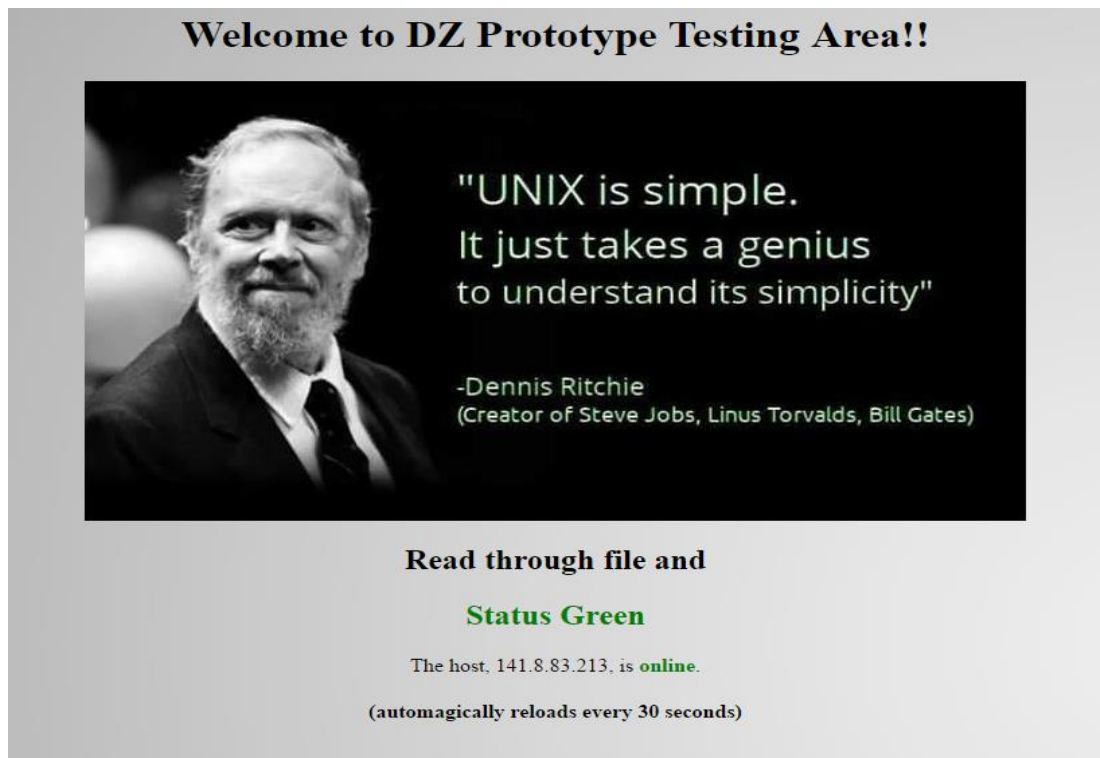 Welcome to DZ Prototype Testing Area!!
"UNIX is simple.
It just takes a genius
to understand its simplicity"
-Dennis Ritchie
(Creator of Steve Jobs, Linus Torvalds, Bill Gates)
Read through file and
Status Green
The host, 141.8.83.213, is online.
(automagically reloads every 30 seconds)